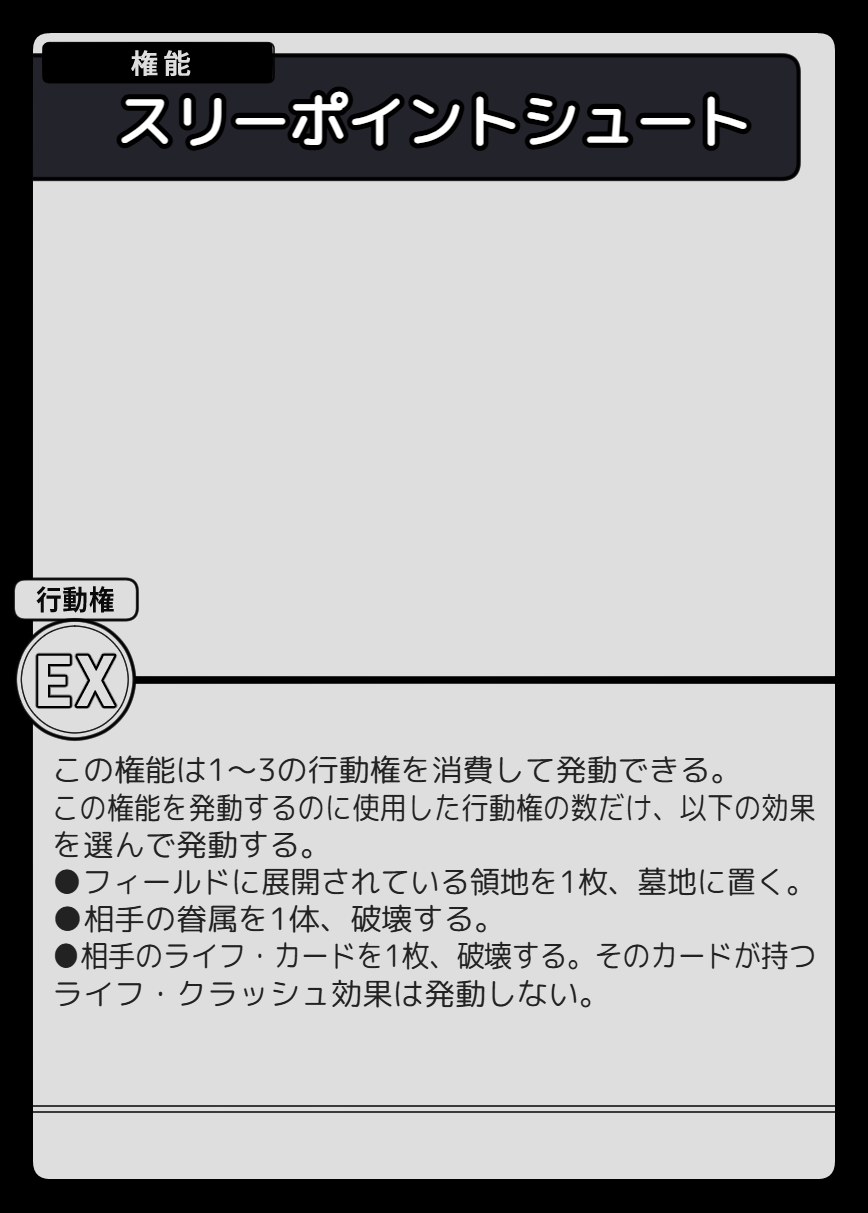 権能
スリーポイントシュート
行動権
EX
この権能は1～3の行動権を消費して発動できる。
この権能を発動するのに使用した行動権の数だけ、以下の効果
を選んで発動する。
●フィールドに展開されている領地を1枚、墓地に置く。
●相手の眷属を1体、破壊する。
●相手のライフ・カードを1枚、破壊する。そのカードが持つ
ライフ・クラッシュ効果は発動しない。